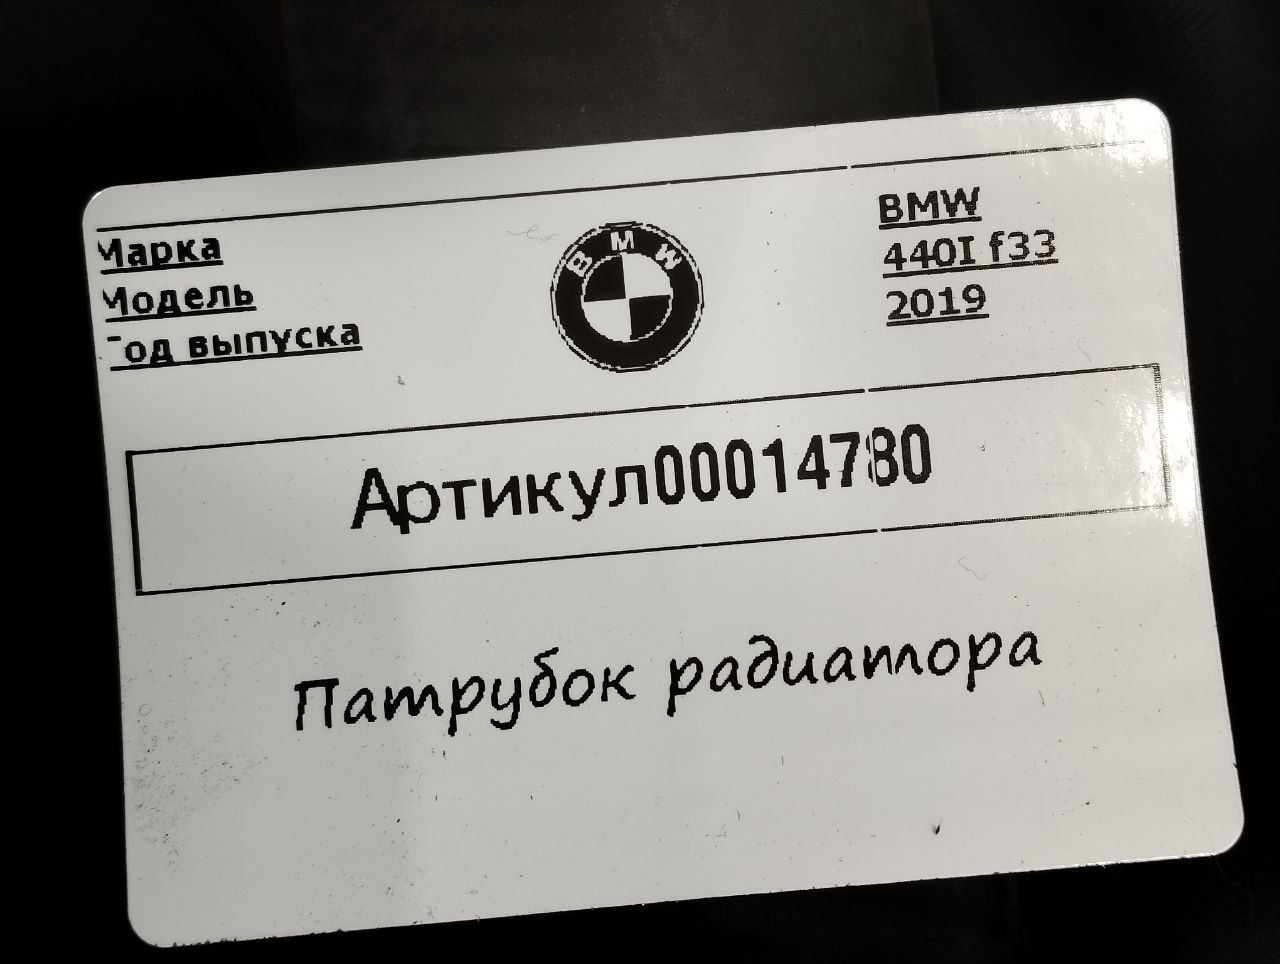 Марка BMW
Модель 440I f33
Год выпуска 2019
BMW
Артикул00014780
Патрубок радиатора